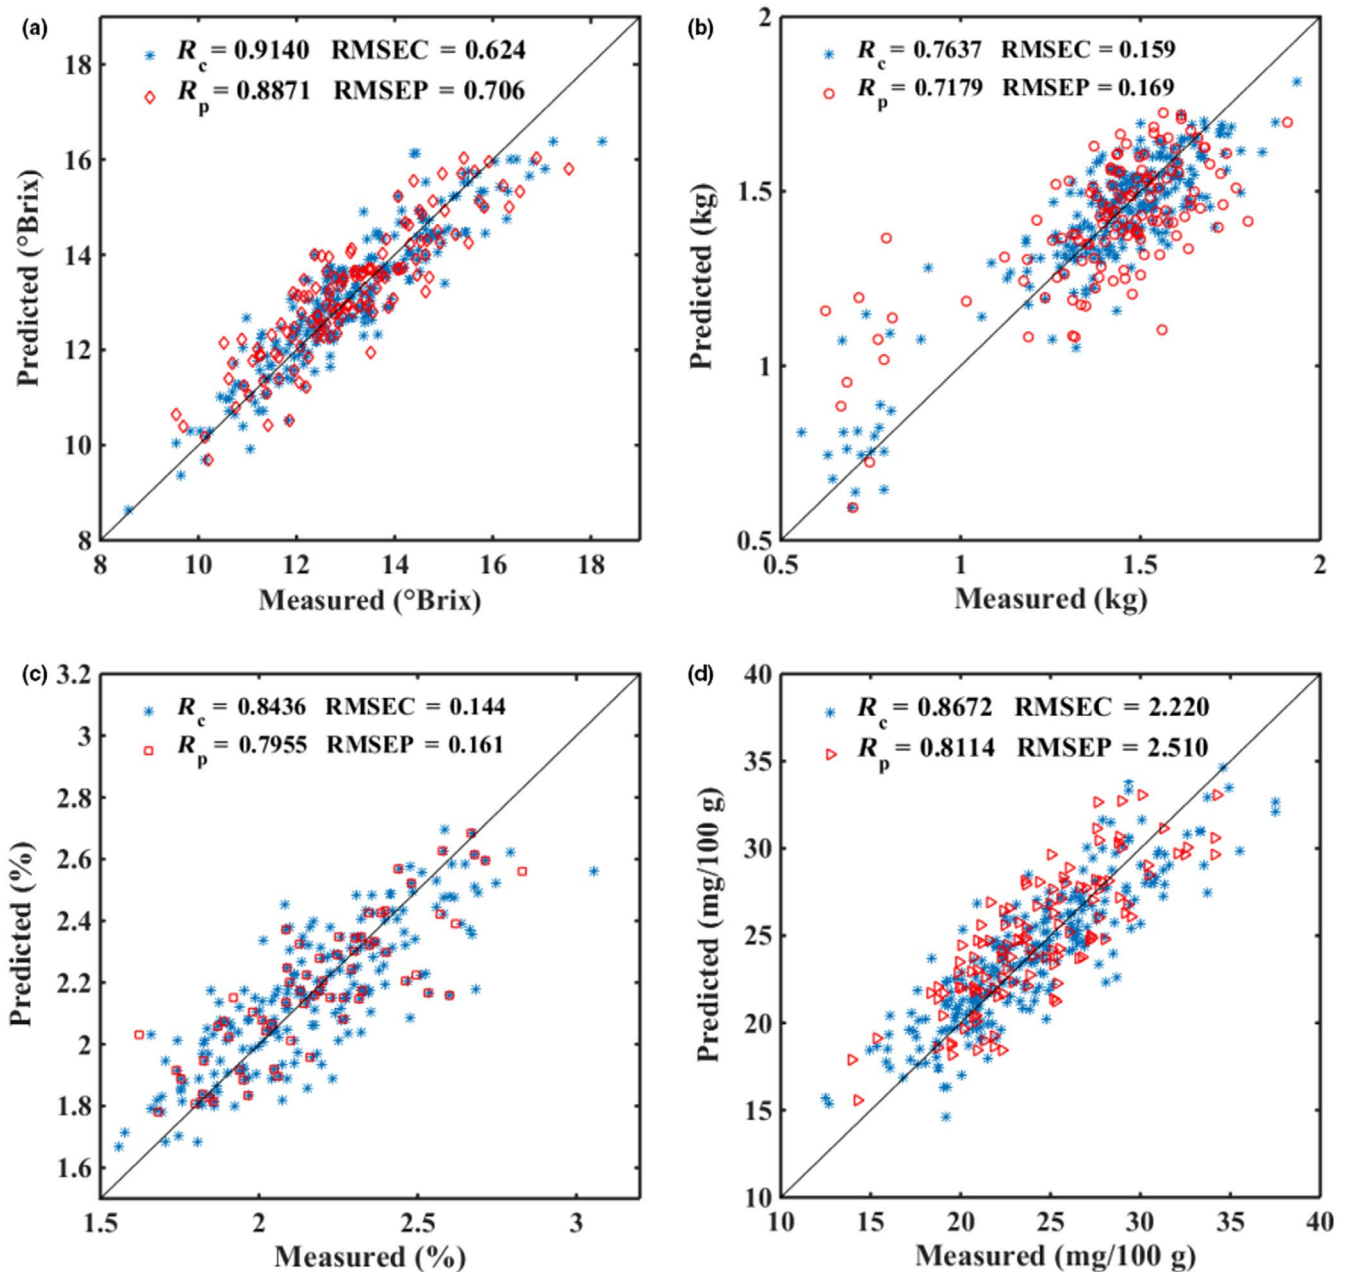 (a)
R_c = 0.9140 RMSEC = 0.624
R_p = 0.8871 RMSEP = 0.706
18
16
14
12
10
8
Predicted (°Brix)
8 10 12 14 16 18
Measured (°Brix)
(b)
R_c = 0.7637 RMSEC = 0.159
R_p = 0.7179 RMSEP = 0.169
2
1.5
1
0.5
Predicted (kg)
0.5 1 1.5 2
Measured (kg)
(c)
R_c = 0.8436 RMSEC = 0.144
R_p = 0.7955 RMSEP = 0.161
3.2
3
2.8
2.6
2.4
2.2
2
1.8
1.6
Predicted (%)
1.5 2 2.5 3
Measured (%)
(d)
R_c = 0.8672 RMSEC = 2.220
R_p = 0.8114 RMSEP = 2.510
40
35
30
25
20
15
10
Predicted (mg/100 g)
10 15 20 25 30 35 40
Measured (mg/100 g)